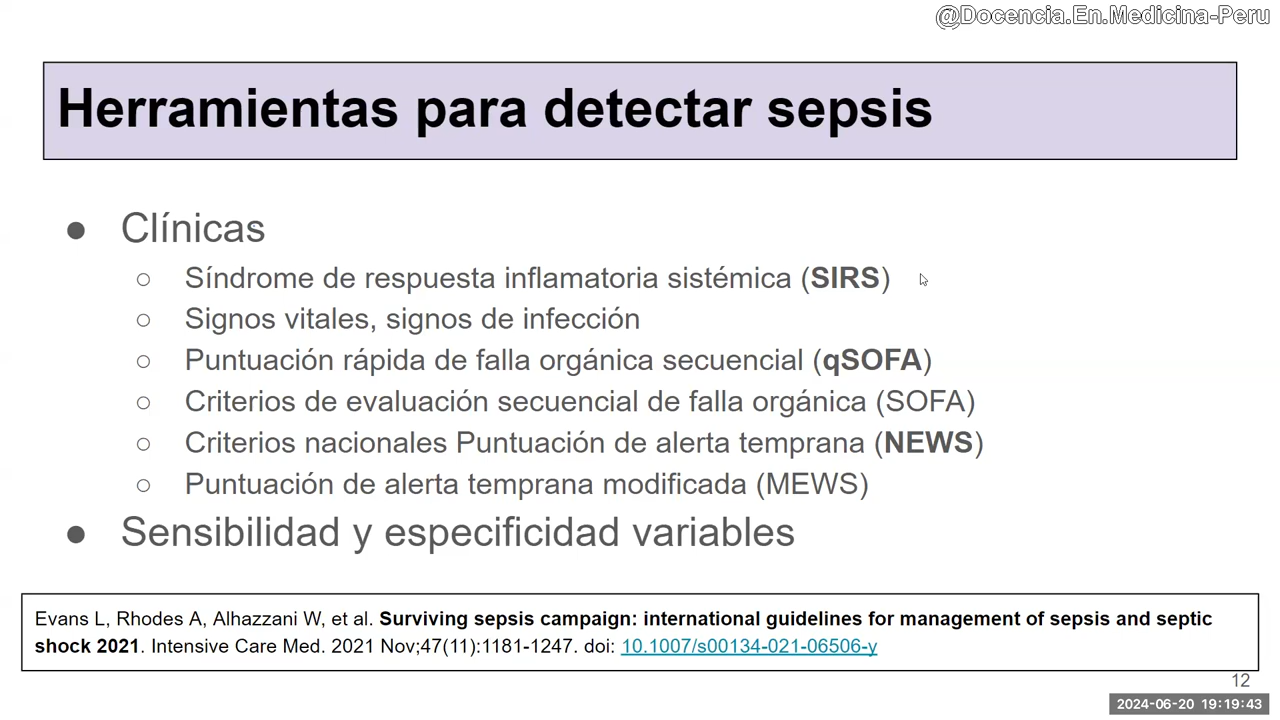 @Docencia.En.Medicina-Peru
Herramientas para detectar sepsis
● Clínicas
○ Síndrome de respuesta inflamatoria sistémica (SIRS)
○ Signos vitales, signos de infección
○ Puntuación rápida de falla orgánica secuencial (qSOFA)
○ Criterios de evaluación secuencial de falla orgánica (SOFA)
○ Criterios nacionales Puntuación de alerta temprana (NEWS)
○ Puntuación de alerta temprana modificada (MEWS)
● Sensibilidad y especificidad variables
Evans L, Rhodes A, Alhazzani W, et al. Surviving sepsis campaign: international guidelines for management of sepsis and septic
shock 2021. Intensive Care Med. 2021 Nov;47(11):1181-1247. doi: 10.1007/s00134-021-06506-y
12
2024-06-20 19:19:43